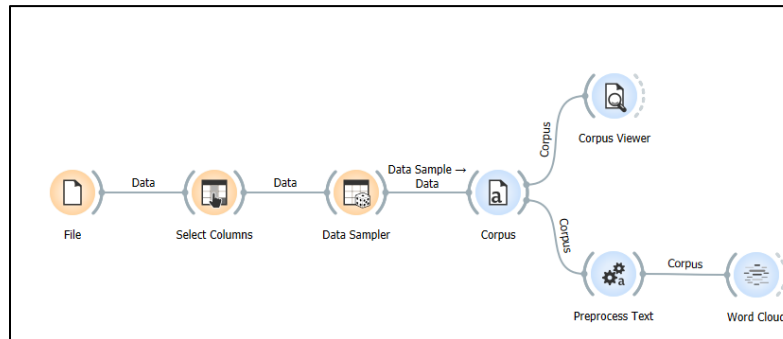 Corpus
Corpus Viewer
Data
Data
Data Sample →
Data
a
File
Select Columns
Data Sampler
Corpus
Corpus
Corpus
a
Preprocess Text
Word Cloud